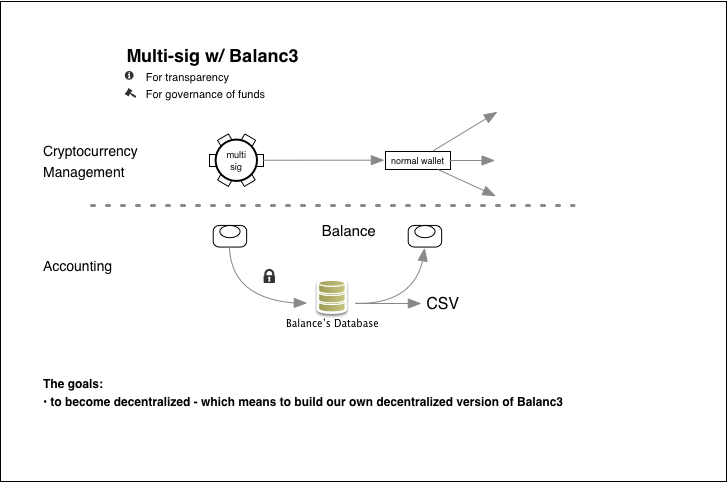 Multi-sig w/ Balanc3
For transparency
For governance of funds
Cryptocurrency
Management
multi
sig
normal wallet
Balance
Accounting
CSV
Balance's Database
The goals:
· to become decentralized - which means to build our own decentralized version of Balanc3